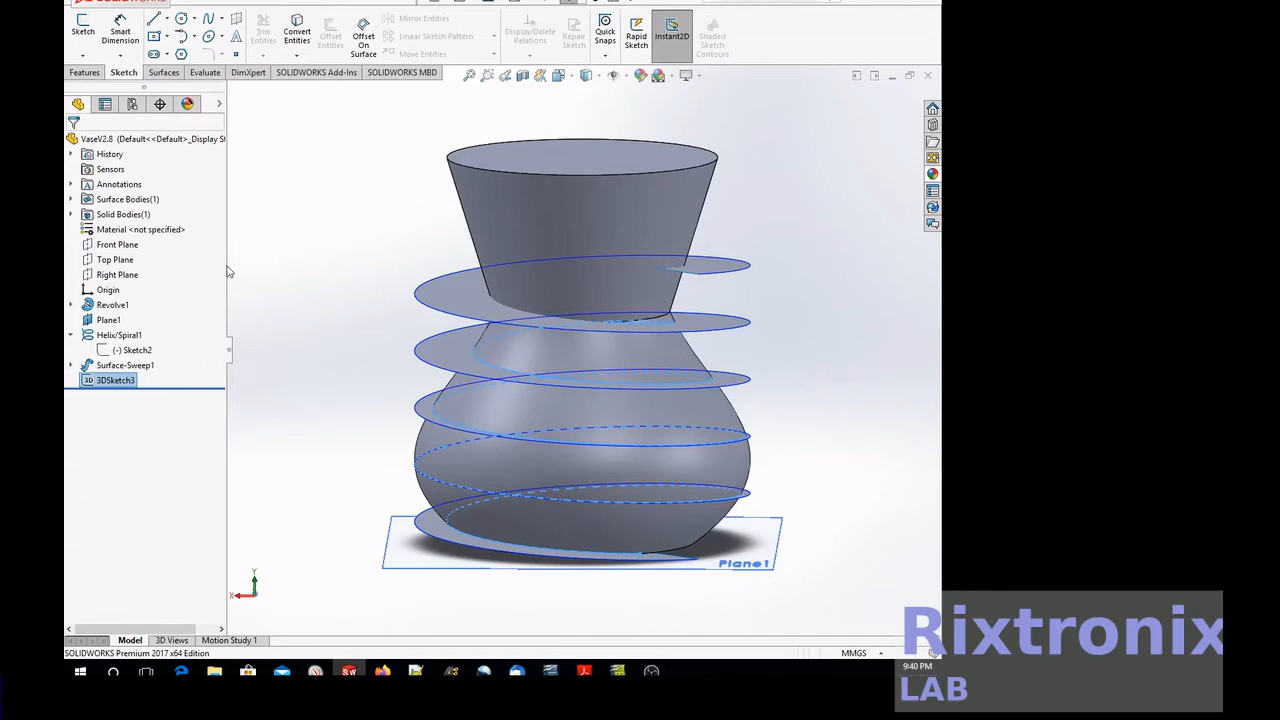 SOLIDWORKS
Sketch
Smart
Dimension
Trim
Entities
Convert
Entities
Offset
Entities
Offset
On
Surface
Mirror Entities
Linear Sketch Pattern
Move Entities
Display/Delete
Relations
Repair
Sketch
Quick
Snaps
Rapid
Sketch
Instant2D
Shaded
Sketch
Contours
Features Sketch Surfaces Evaluate DimXpert SOLIDWORKS Add-Ins SOLIDWORKS MBD
VaseV2.8 (Default<<Default>_Display St
History
Sensors
Annotations
Surface Bodies(1)
Solid Bodies(1)
Material <not specified>
Front Plane
Top Plane
Right Plane
Origin
Revolve1
Plane1
Helix/Spiral1
(-) Sketch2
Surface-Sweep1
3D 3DSketch3
Plane1
Y
X
Model 3D Views Motion Study 1
SOLIDWORKS Premium 2017 x64 Edition
MMGS
9:40 PM
Rixtronix
LAB